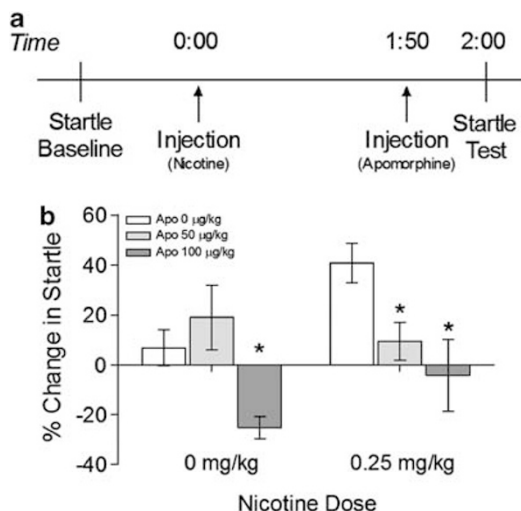 a
Time 0:00 1:50 2:00
Startle Baseline
Injection (Nicotine)
Injection (Apomorphine)
Startle Test
b
% Change in Startle
60
40
20
0
-20
-40
Apo 0 µg/kg
Apo 50 µg/kg
Apo 100 µg/kg
*
*
*
0 mg/kg 0.25 mg/kg
Nicotine Dose